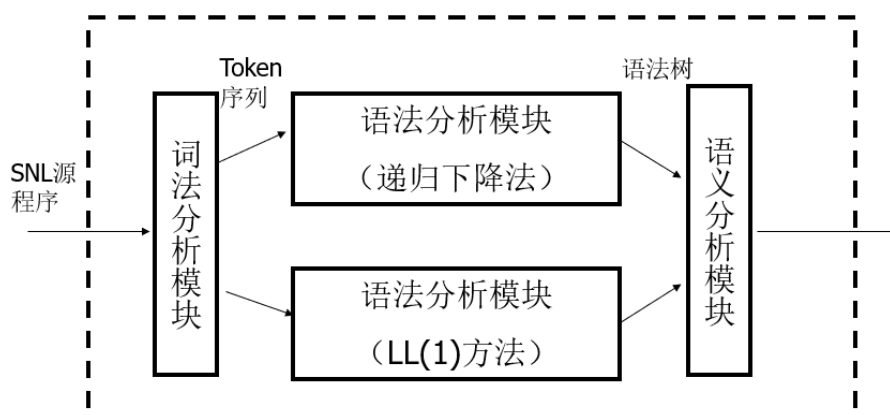 Token
序列
语法树
语法分析模块
（递归下降法）
SNL源
程序
词法分析模块
语义分析模块
语法分析模块
（LL(1)方法）